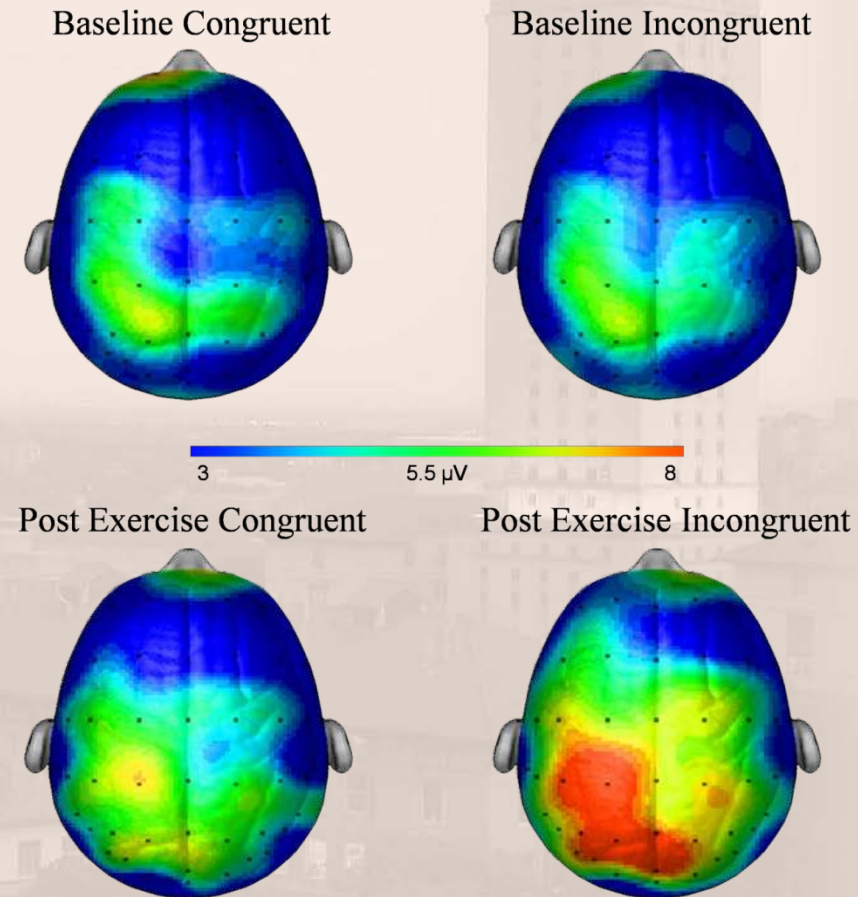 Baseline Congruent
Baseline Incongruent
3 5.5 µV 8
Post Exercise Congruent
Post Exercise Incongruent